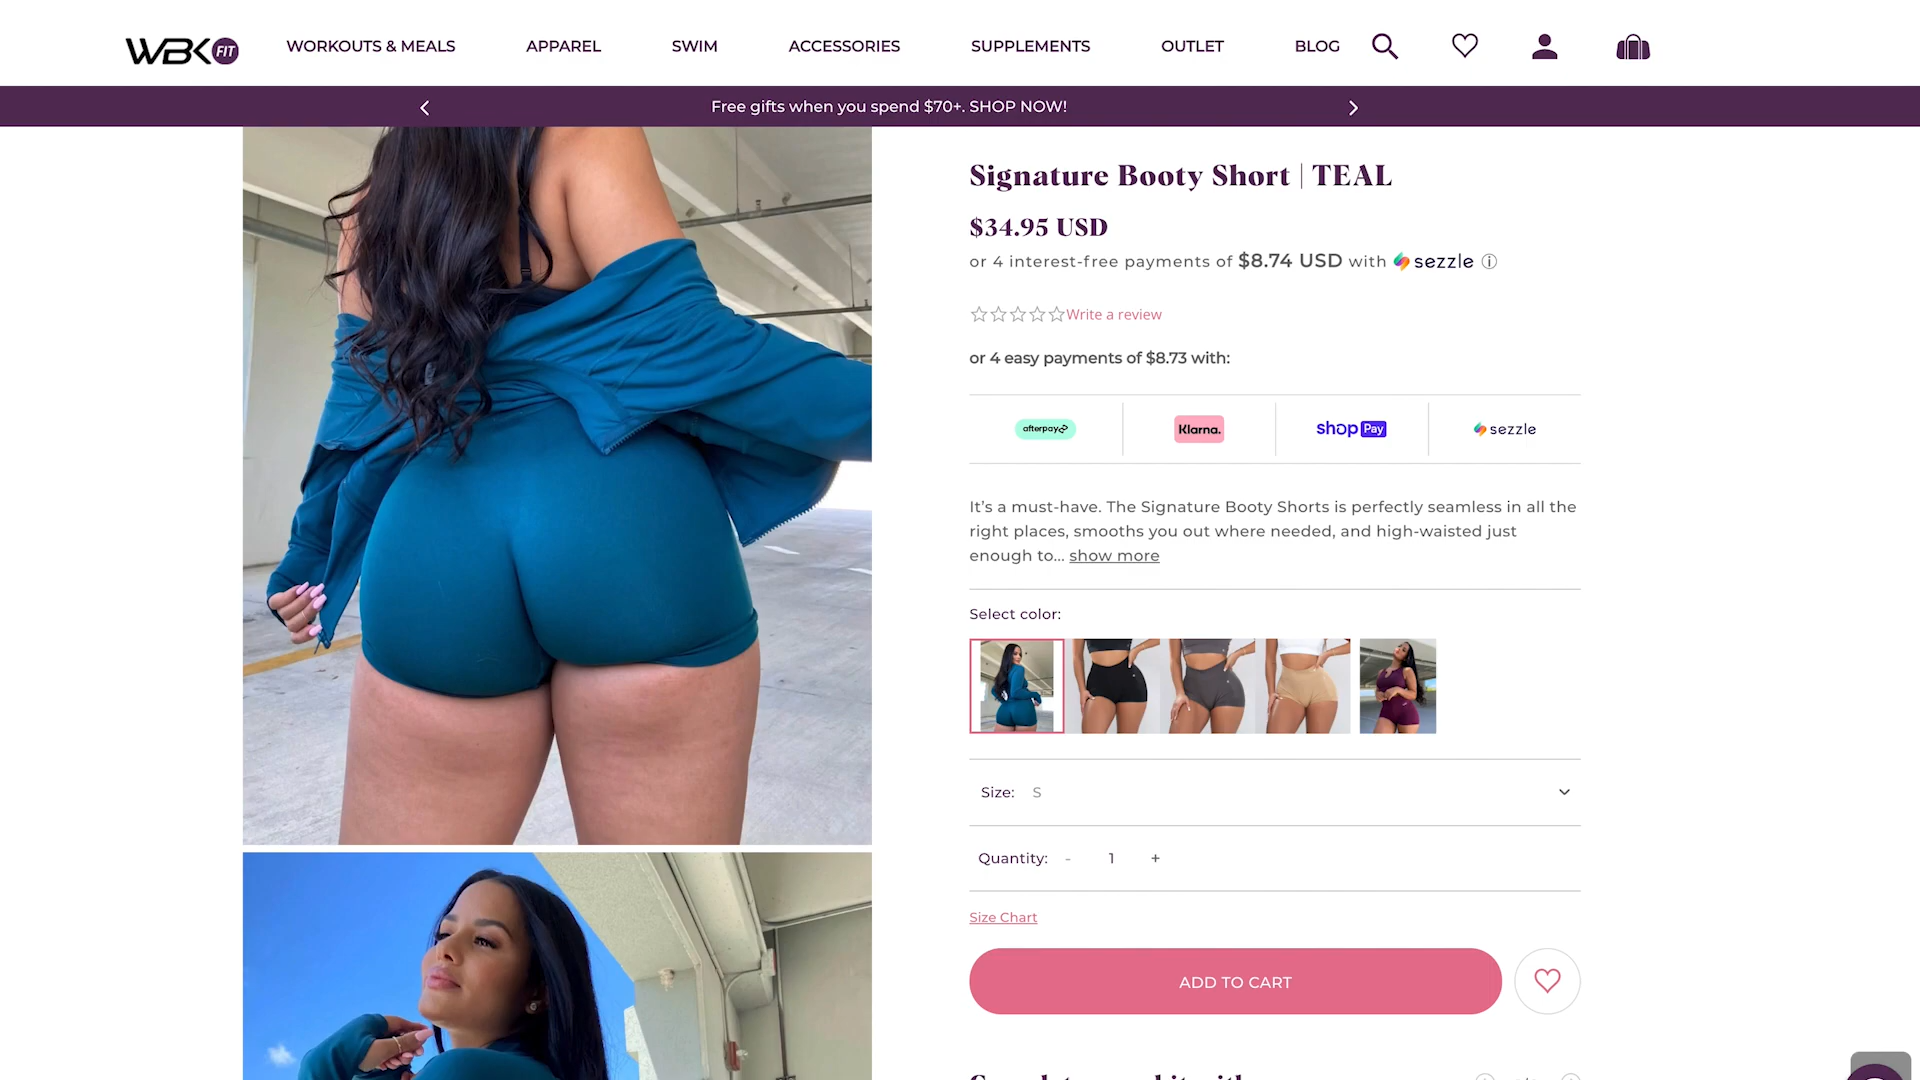 WBK FIT
WORKOUTS & MEALS
APPAREL
SWIM
ACCESSORIES
SUPPLEMENTS
OUTLET
BLOG
Free gifts when you spend $70+. SHOP NOW!
Signature Booty Short | TEAL
$34.95 USD
or 4 interest-free payments of $8.74 USD with sezzle
Write a review
or 4 easy payments of $8.73 with:
afterpay
Klarna.
shop Pay
sezzle
It’s a must-have. The Signature Booty Shorts is perfectly seamless in all the
right places, smooths you out where needed, and high-waisted just
enough to... show more
Select color:
Size: S
Quantity: - 1 +
Size Chart
ADD TO CART